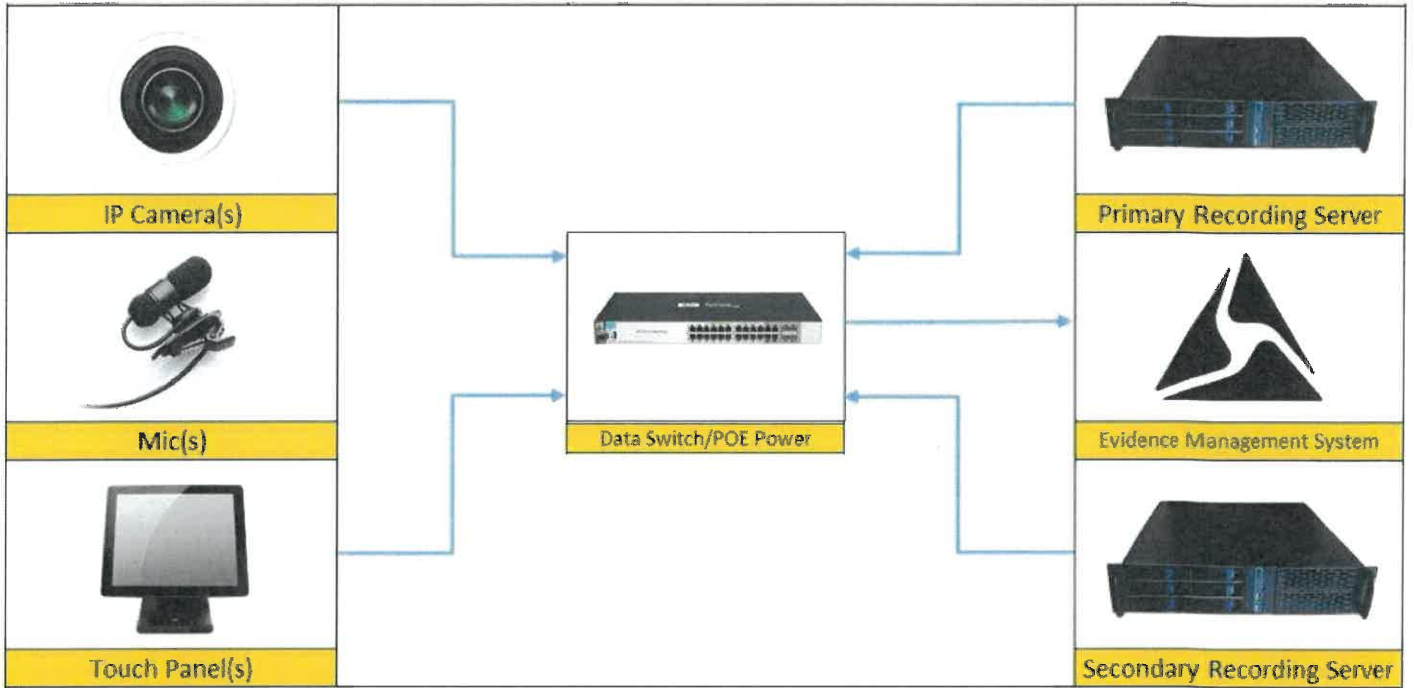 IP Camera(s)
Primary Recording Server
Mic(s)
Data Switch/POE Power
Evidence Management System
Touch Panel(s)
Secondary Recording Server